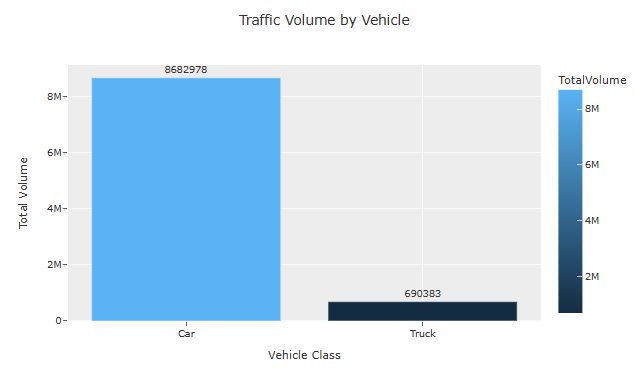 Traffic Volume by Vehicle
TotalVolume
8682978
8M
8M
6M
6M
Total Volume
4M
4M
2M
2M
690383
0
Car
Truck
Vehicle Class